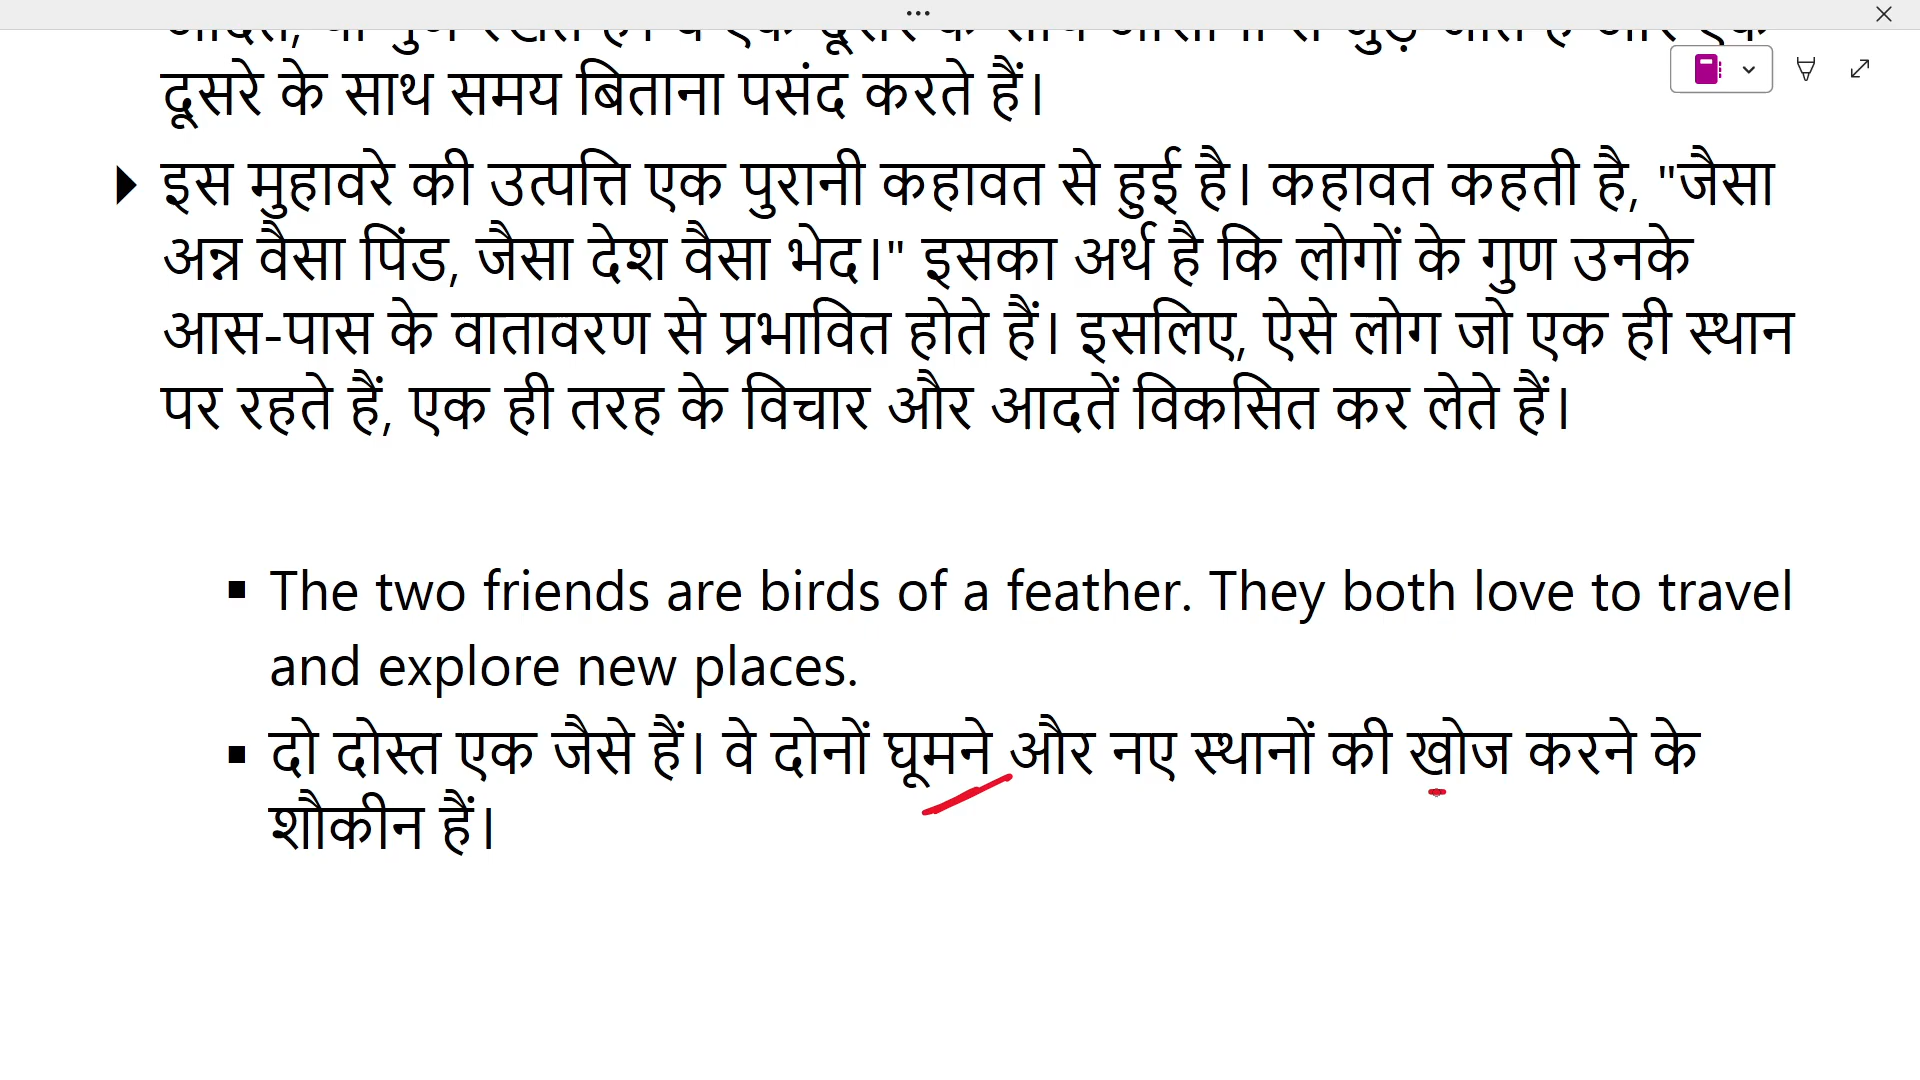 दूसरे के साथ समय बिताना पसंद करते हैं।
इस मुहावरे की उत्पत्ति एक पुरानी कहावत से हुई है। कहावत कहती है, "जैसा
अन्न वैसा पिंड, जैसा देश वैसा भेद।" इसका अर्थ है कि लोगों के गुण उनके
आस-पास के वातावरण से प्रभावित होते हैं। इसलिए, ऐसे लोग जो एक ही स्थान
पर रहते हैं, एक ही तरह के विचार और आदतें विकसित कर लेते हैं।
The two friends are birds of a feather. They both love to travel
and explore new places.
दो दोस्त एक जैसे हैं। वे दोनों घूमने और नए स्थानों की खोज करने के
शौकीन हैं।